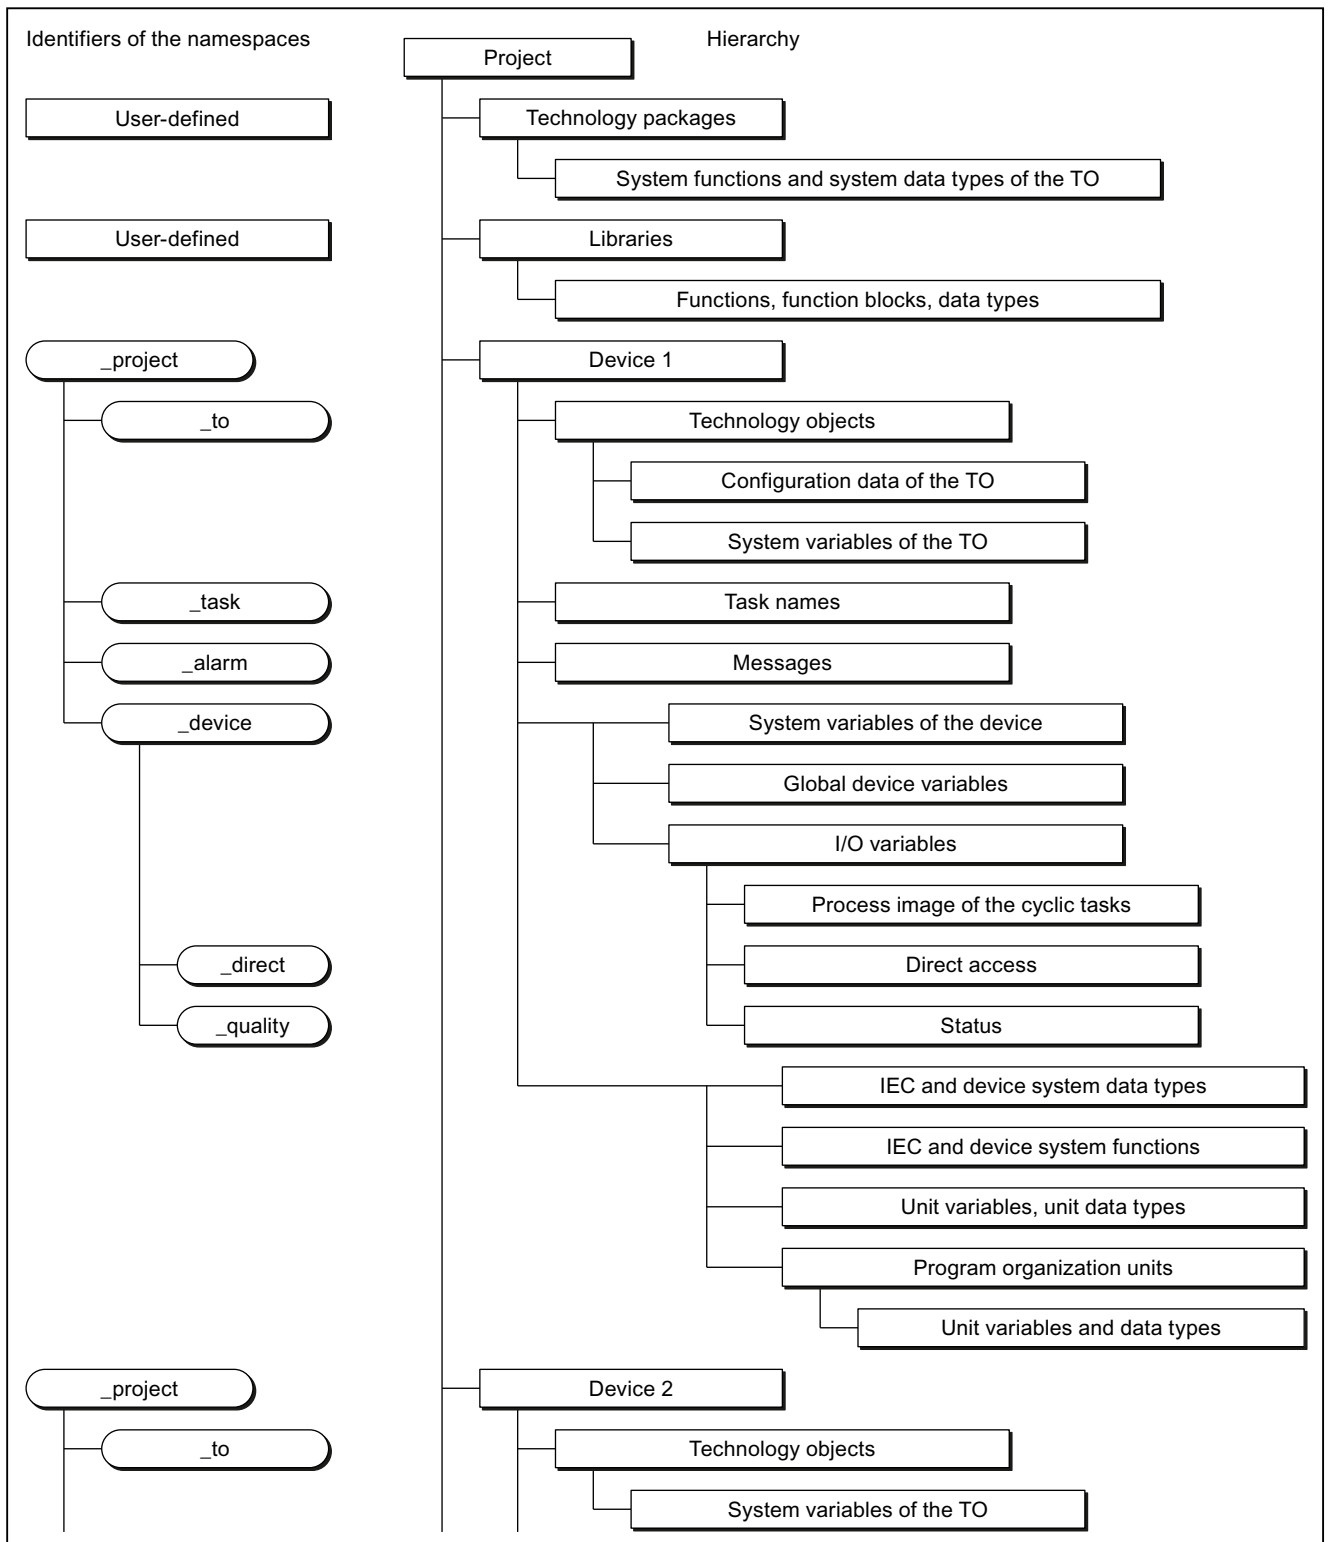 Identifiers of the namespaces
Hierarchy
Project
User-defined
Technology packages
System functions and system data types of the TO
User-defined
Libraries
Functions, function blocks, data types
_project
Device 1
_to
Technology objects
Configuration data of the TO
System variables of the TO
_task
Task names
_alarm
Messages
_device
System variables of the device
Global device variables
I/O variables
Process image of the cyclic tasks
_direct
Direct access
_quality
Status
IEC and device system data types
IEC and device system functions
Unit variables, unit data types
Program organization units
Unit variables and data types
_project
Device 2
_to
Technology objects
System variables of the TO